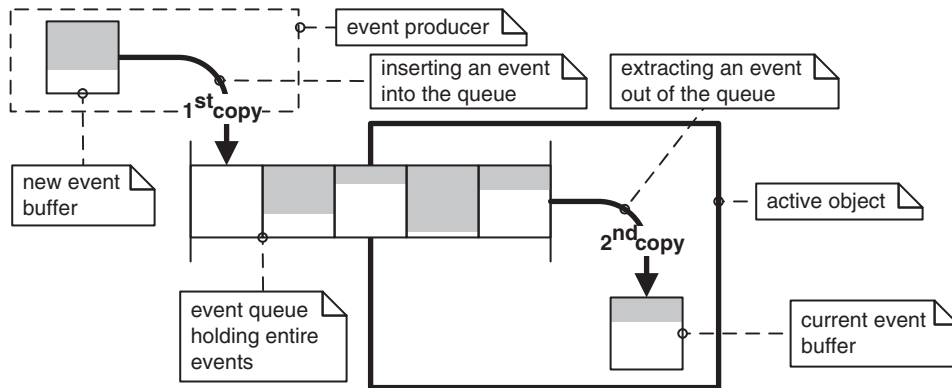 event producer
inserting an event
into the queue
extracting an event
out of the queue
1st copy
new event
buffer
active object
2nd copy
event queue
holding entire
events
current event
buffer